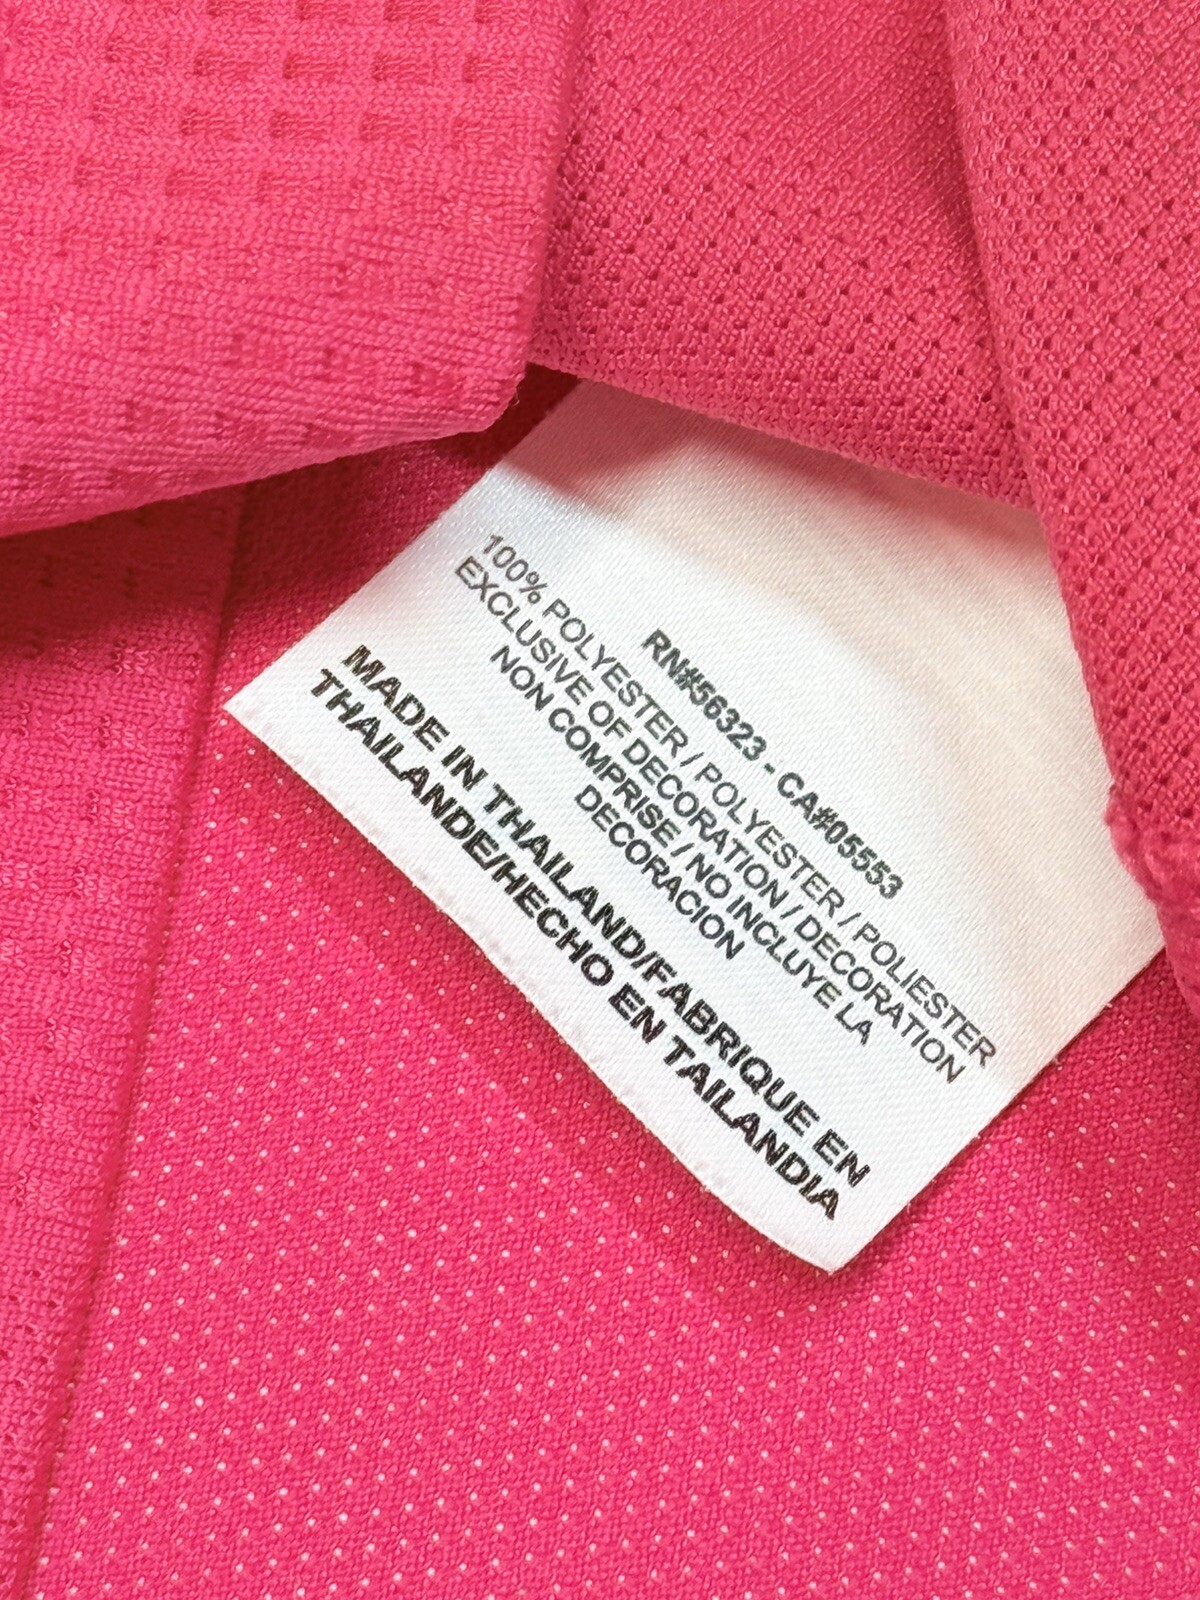 RN#56323 - CA#05553
100% POLYESTER / POLYESTER / POLIESTER
EXCLUSIVE OF DECORATION / DECORATION
NON COMPRISE / NO INCLUYE LA
DECORACION
MADE IN THAILAND/FABRIQUE EN
THAILANDE/HECHO EN TAILANDIA